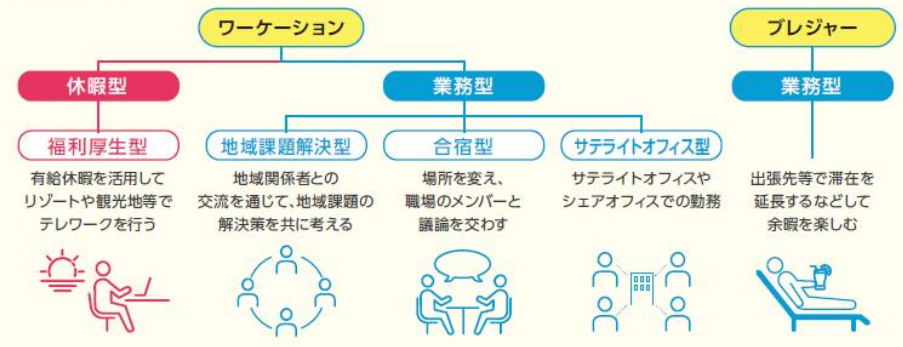 ワーケーション
ブレジャー
休暇型
業務型
業務型
福利厚生型
地域課題解決型
合宿型
サテライトオフィス型
有給休暇を活用して
リゾートや観光地等で
テレワークを行う
地域関係者との
交流を通じて、地域課題の
解決策を共に考える
場所を変え、
職場のメンバーと
議論を交わす
サテライトオフィスや
シェアオフィスでの勤務
出張先等で滞在を
延長するなどして
余暇を楽しむ